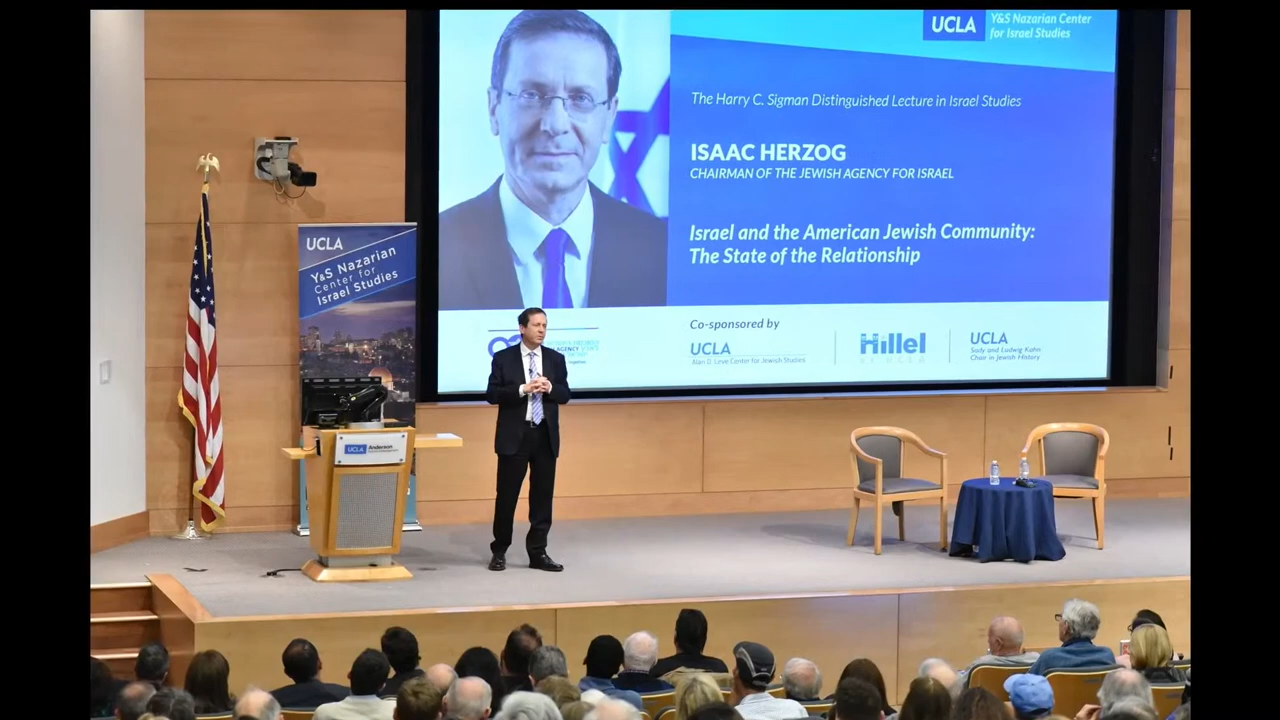 UCLA
Y&S Nazarian Center
for Israel Studies
The Harry C. Sigman Distinguished Lecture in Israel Studies
ISAAC HERZOG
CHAIRMAN OF THE JEWISH AGENCY FOR ISRAEL
Israel and the American Jewish Community:
The State of the Relationship
Co-sponsored by
UCLA
Alan D. Leve Center for Jewish Studies
Hillel
UCLA
Sady and Ludwig Kahn
Chair in Jewish History
AGENCY
UCLA
Y&S Nazarian
Center for
Israel Studies
UCLA Anderson